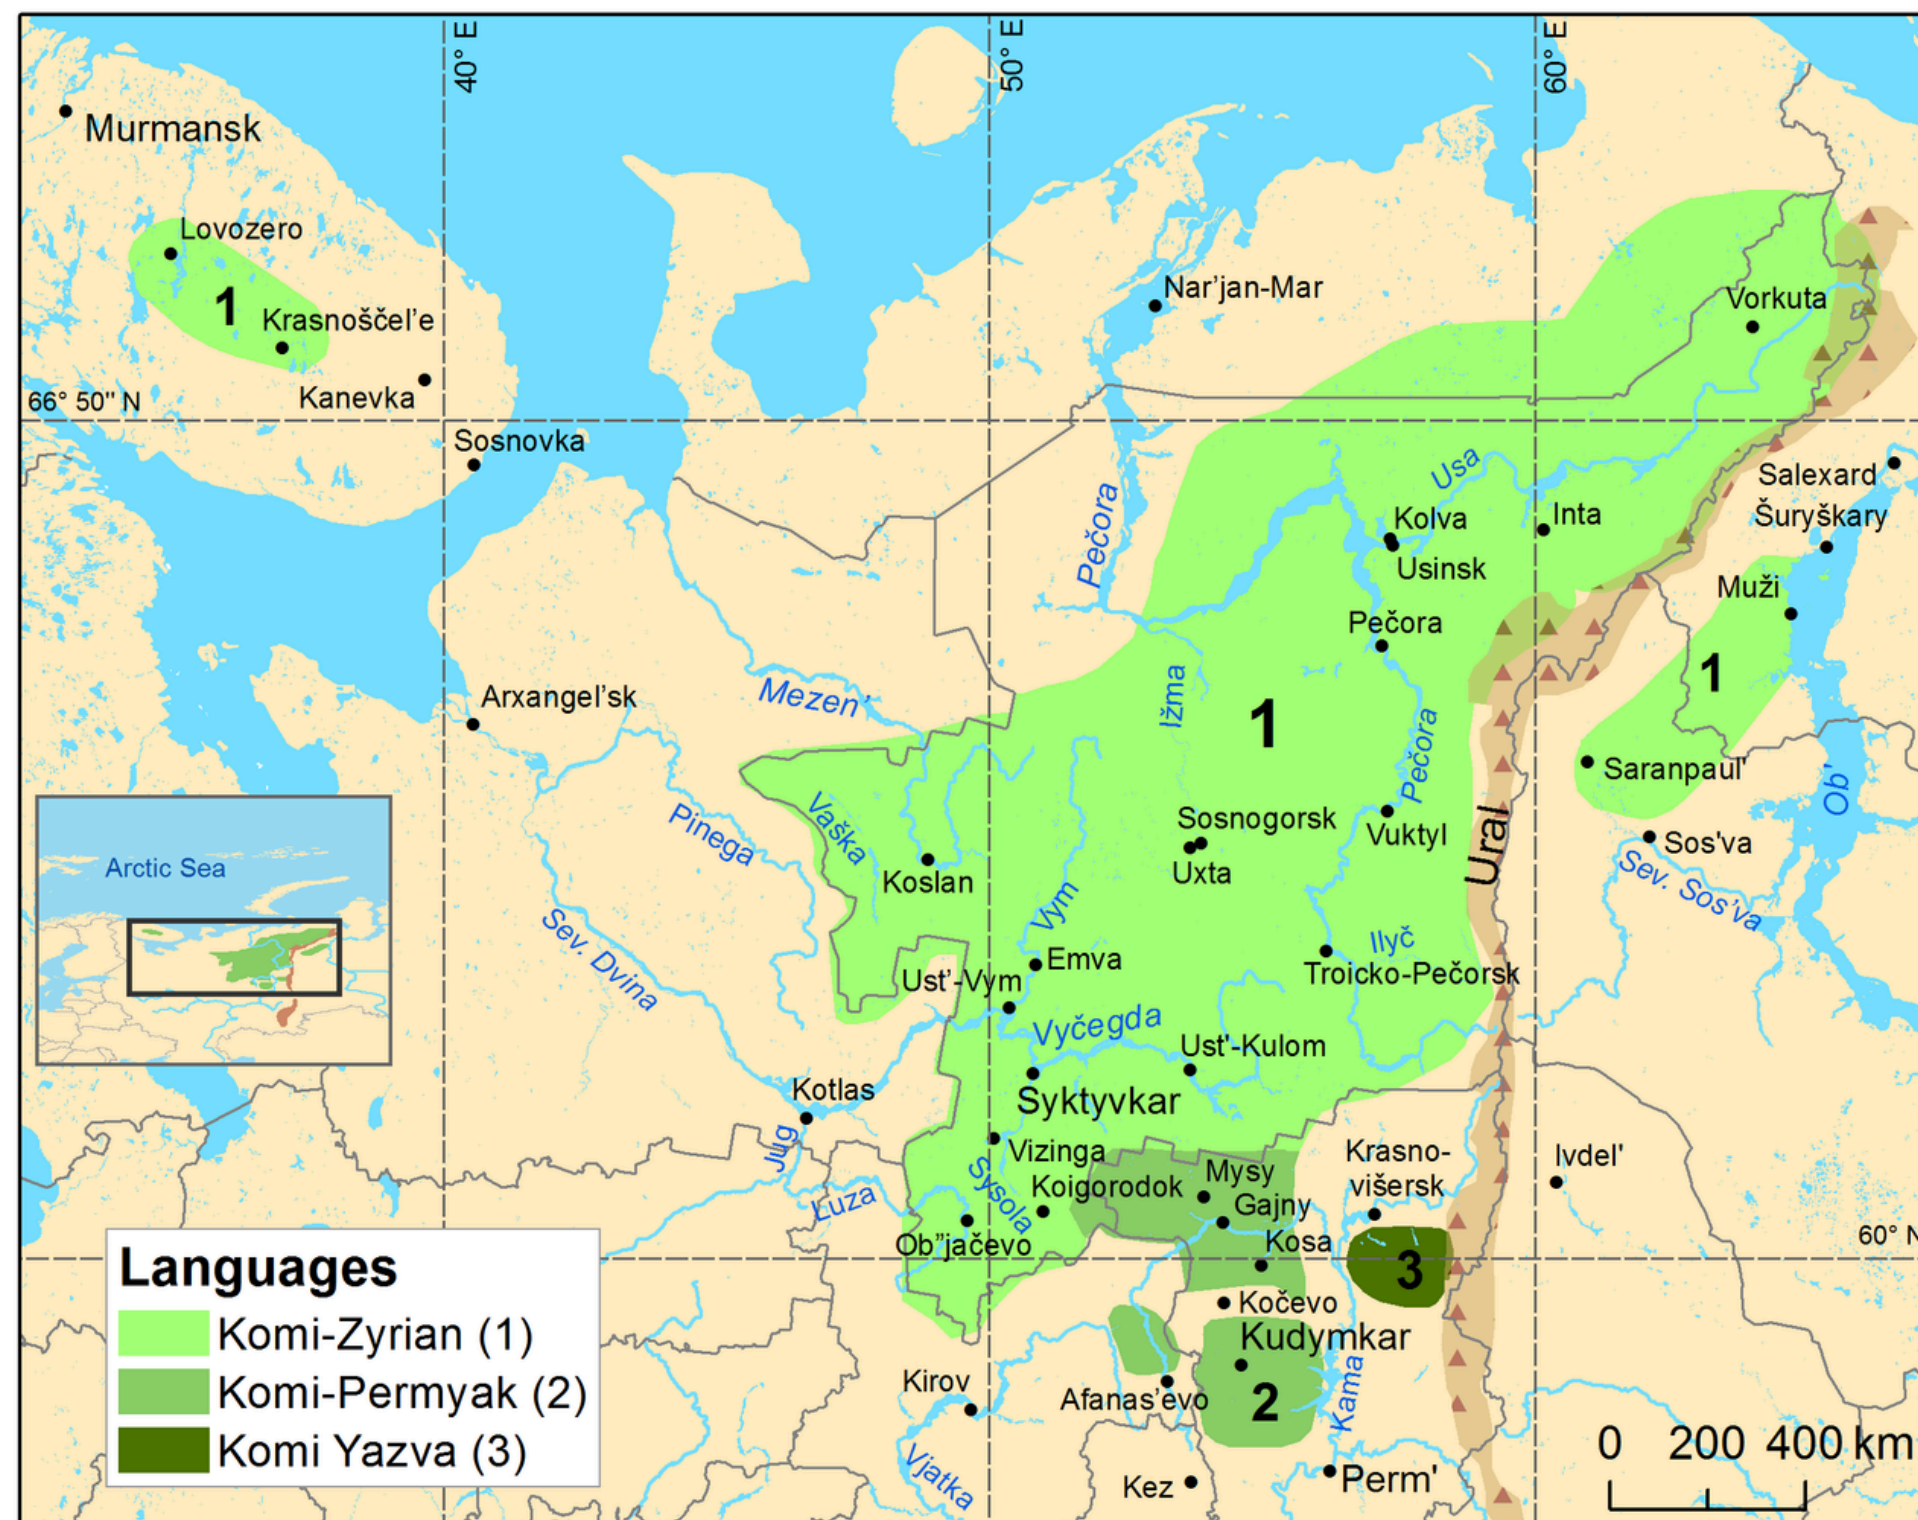 40° E
50° E
60° E
Murmansk
Lovozero
1
Krasnoščel’e
Kanevka
66° 50'' N
Sosnovka
Nar’jan-Mar
Vorkuta
Salexard
Šuryškary
Muži
1
Saranpaul'
Sos'va
Sev. Sos’va
Ob'
Usa
Kolva
Usinsk
Inta
Pečora
Pečora
Ižma
1
Pečora
Arxangel’sk
Mezen’
Pinega
Vaška
Koslan
Sosnogorsk
Uxta
Vuktyl
Ural
Arctic Sea
Sev. Dvina
Vym
Emva
Ust’-Vym
Ilyč
Troicko-Pečorsk
Vyčegda
Ust'-Kulom
Syktyvkar
Kotlas
Jug
Luza
Vizinga
Sysola
Koigorodok
Ob”jačevo
Mysy
Gajny
Kosa
Krasno-
višersk
Ivdel'
60° N
3
Kočevo
Kudymkar
2
Kama
Kirov
Afanas’evo
Vjatka
Kez
Perm'
Languages
Komi-Zyrian (1)
Komi-Permyak (2)
Komi Yazva (3)
0 200 400 km